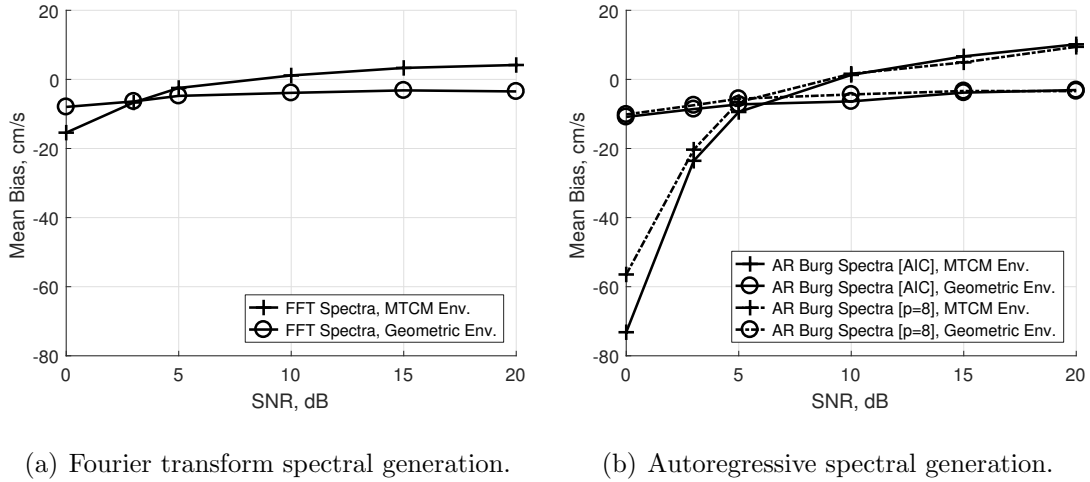 20
0
-20
-40
-60
-80
Mean Bias, cm/s
0 5 10 15 20
SNR, dB
FFT Spectra, MTCM Env.
FFT Spectra, Geometric Env.
(a) Fourier transform spectral generation.
20
0
-20
-40
-60
-80
Mean Bias, cm/s
0 5 10 15 20
SNR, dB
AR Burg Spectra [AIC], MTCM Env.
AR Burg Spectra [AIC], Geometric Env.
AR Burg Spectra [p=8], MTCM Env.
AR Burg Spectra [p=8], Geometric Env.
(b) Autoregressive spectral generation.